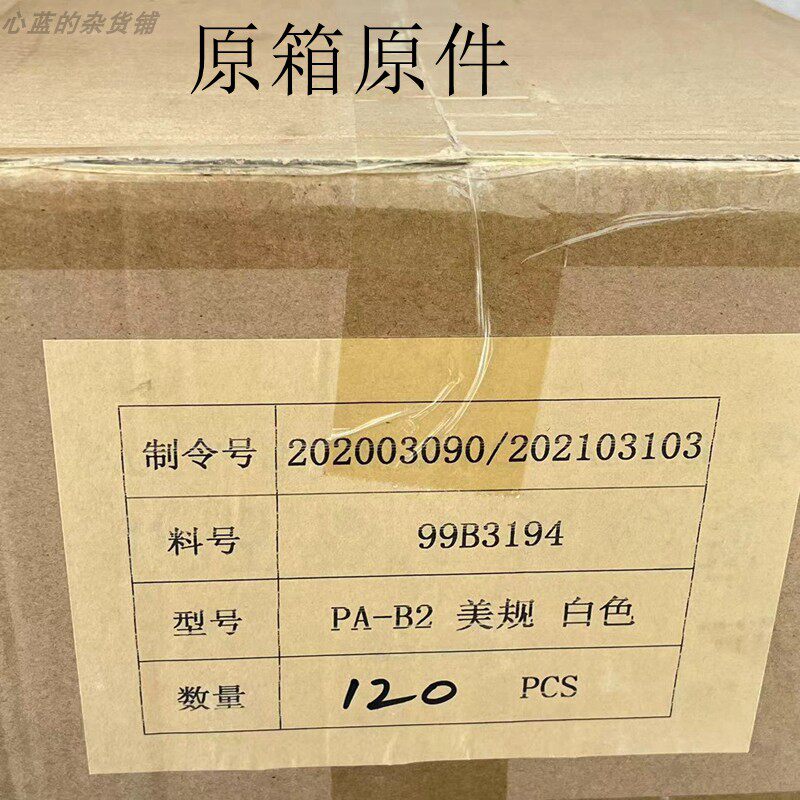 心蓝的杂货铺
原箱原件
制令号 202003090/202103103
料号 99B3194
型号 PA-B2 美规 白色
数量 120 PCS